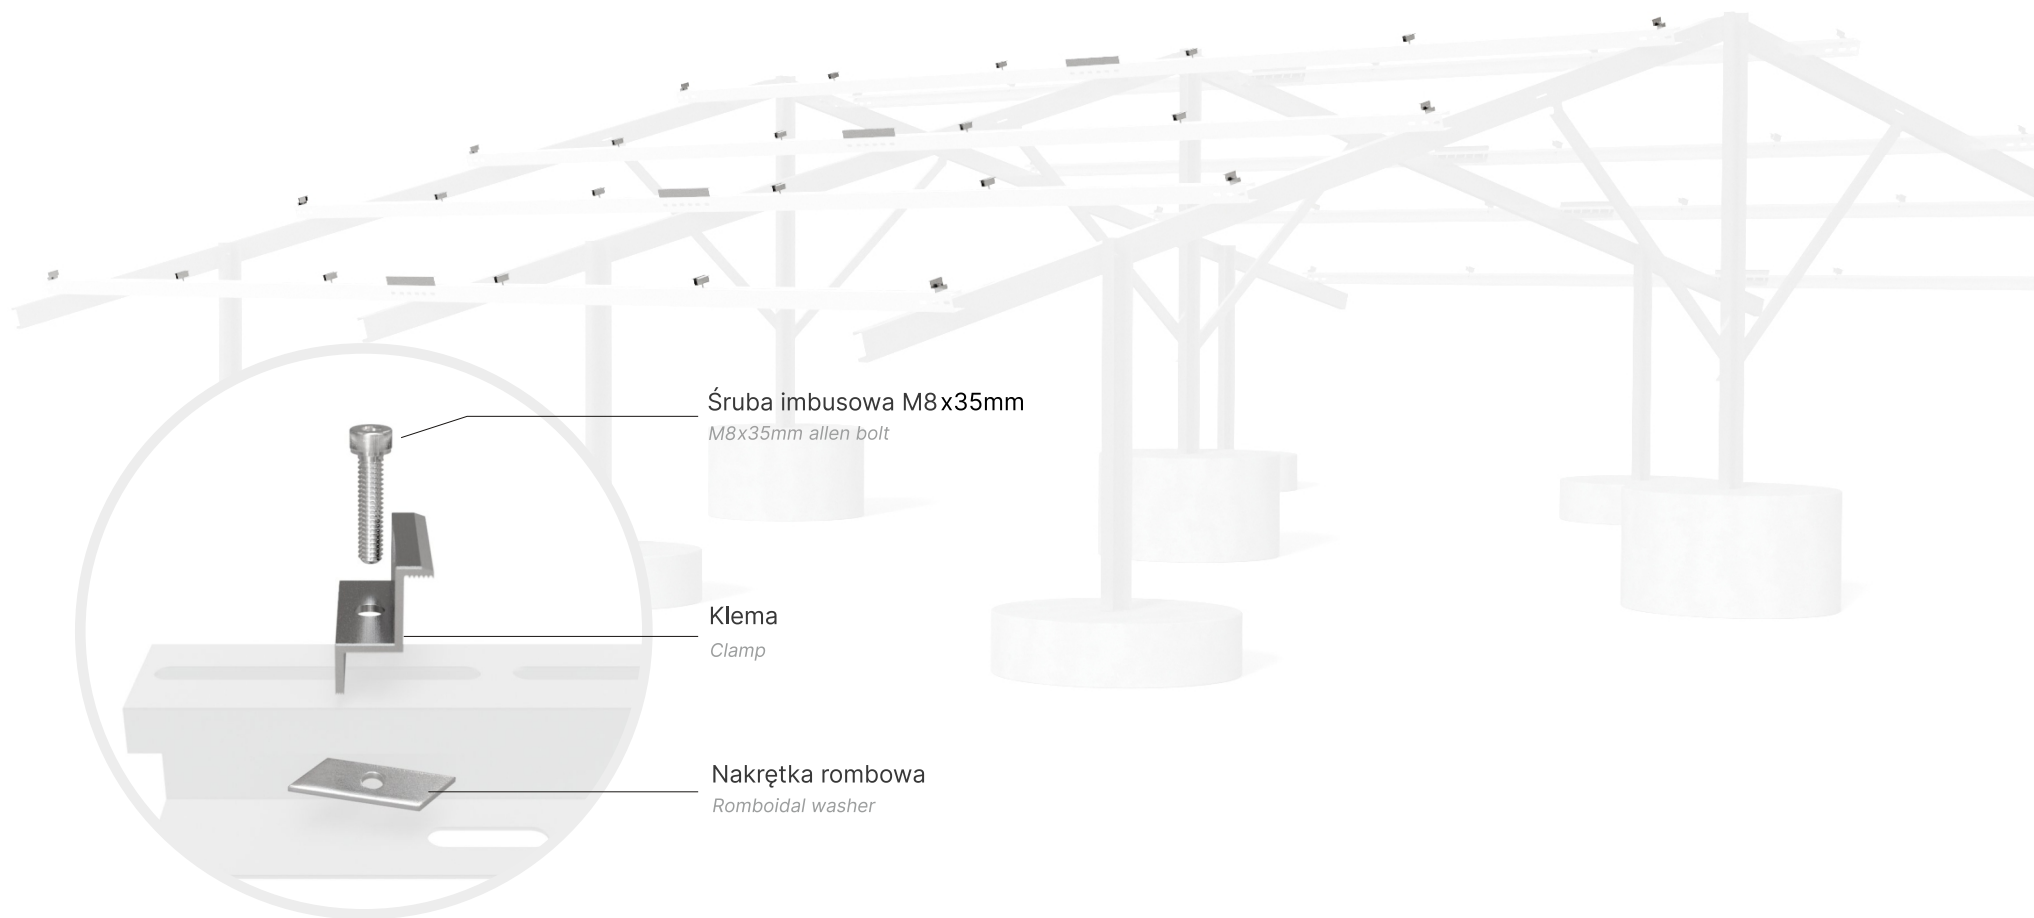 Śruba imbusowa M8x35mm
M8x35mm allen bolt
Klema
Clamp
Nakrętka rombowa
Romboidal washer